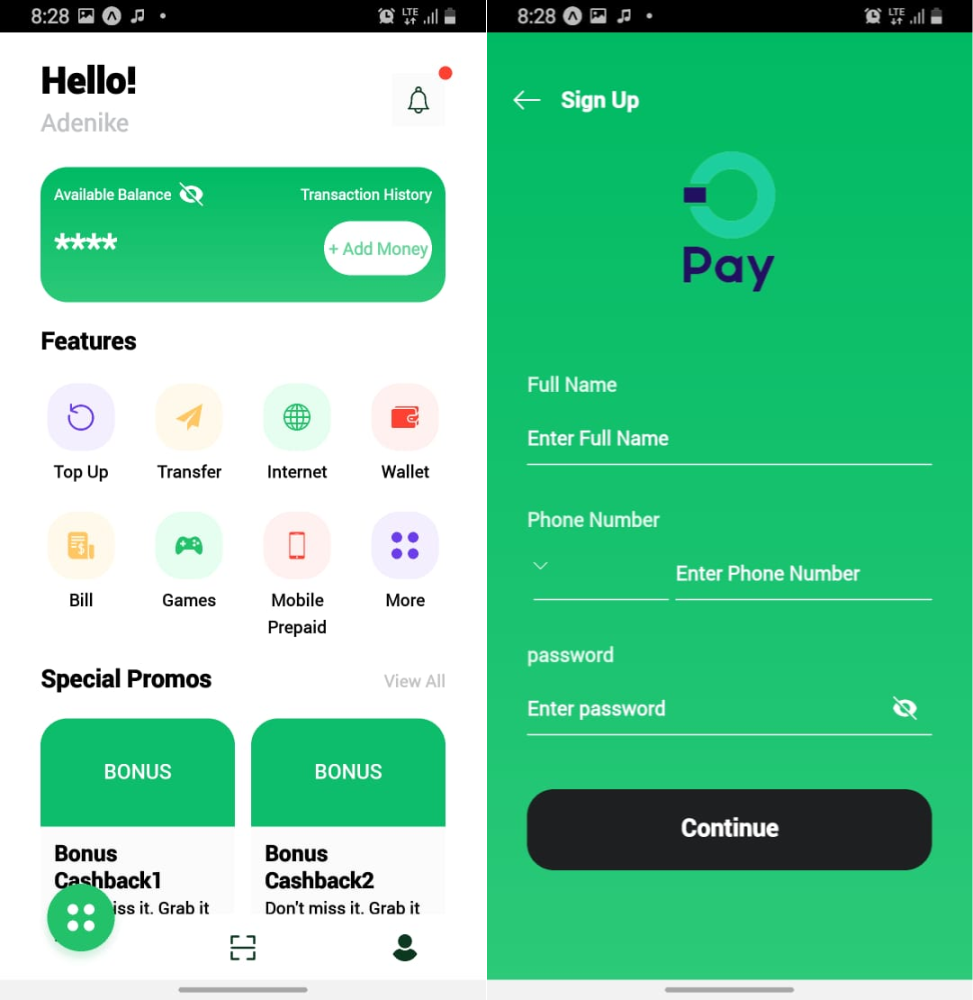 8:28
LTE
Hello!
Adenike
Available Balance
Transaction History
****
+ Add Money
Features
Top Up
Transfer
Internet
Wallet
Bill
Games
Mobile
Prepaid
More
Special Promos
View All
BONUS
BONUS
Bonus
Cashback1
iss it. Grab it
Bonus
Cashback2
Don't miss it. Grab it
8:28
LTE
Sign Up
Pay
Full Name
Enter Full Name
Phone Number
Enter Phone Number
password
Enter password
Continue